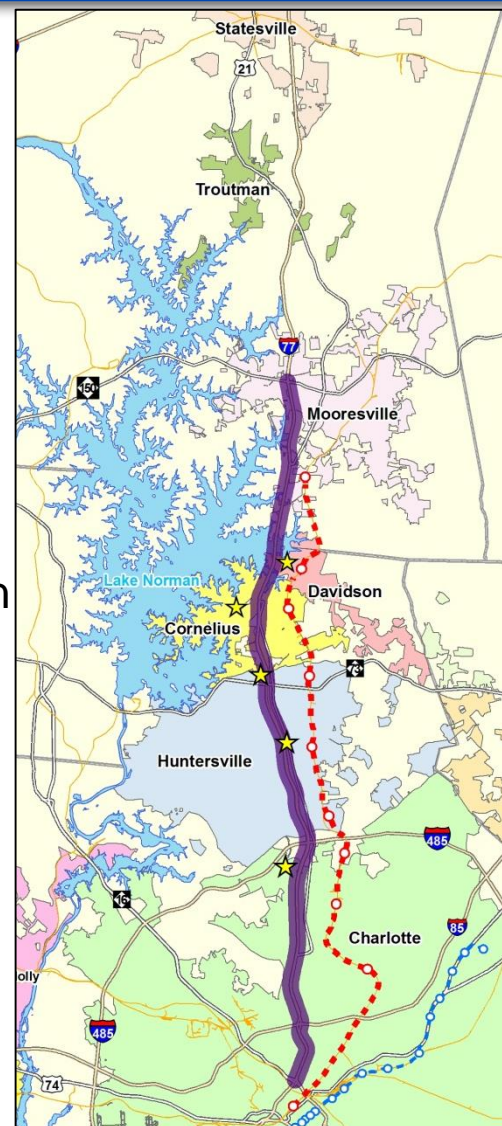 Statesville
21
Troutman
77
150
Mooresville
n
Lake Norman
Davidson
Cornelius
73
Huntersville
485
16
85
Charlotte
olly
485
74